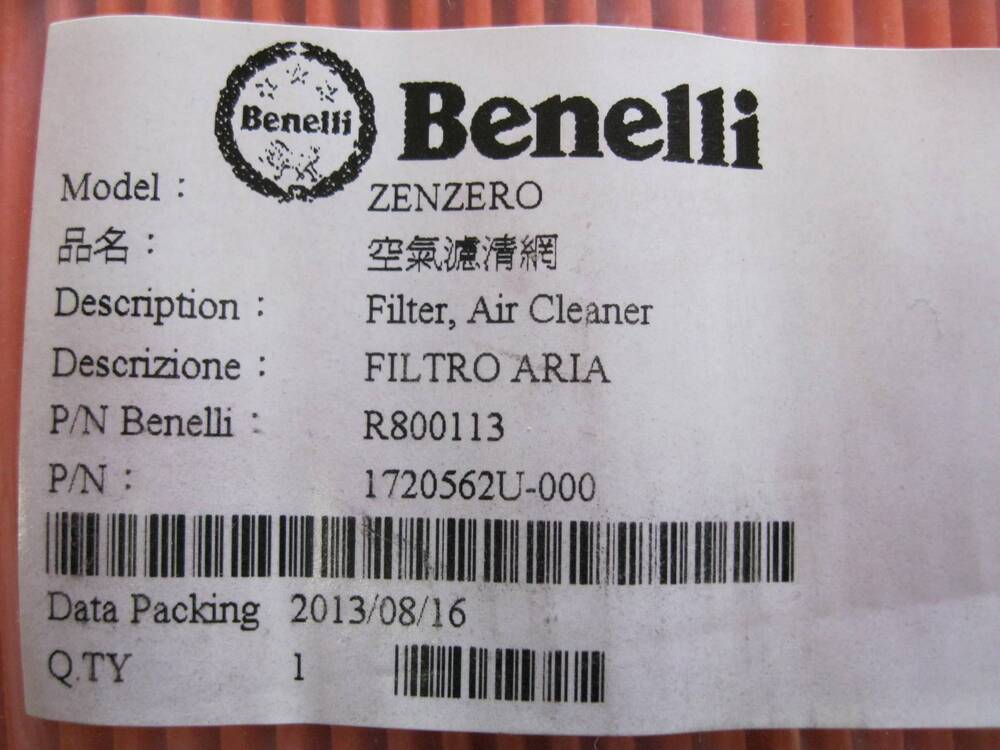 Benelli Benelli
Model : ZENZERO
品名 : 空氣濾清網
Description : Filter, Air Cleaner
Descrizione : FILTRO ARIA
P/N Benelli : R800113
P/N : 1720562U-000
Data Packing 2013/08/16
Q.TY 1